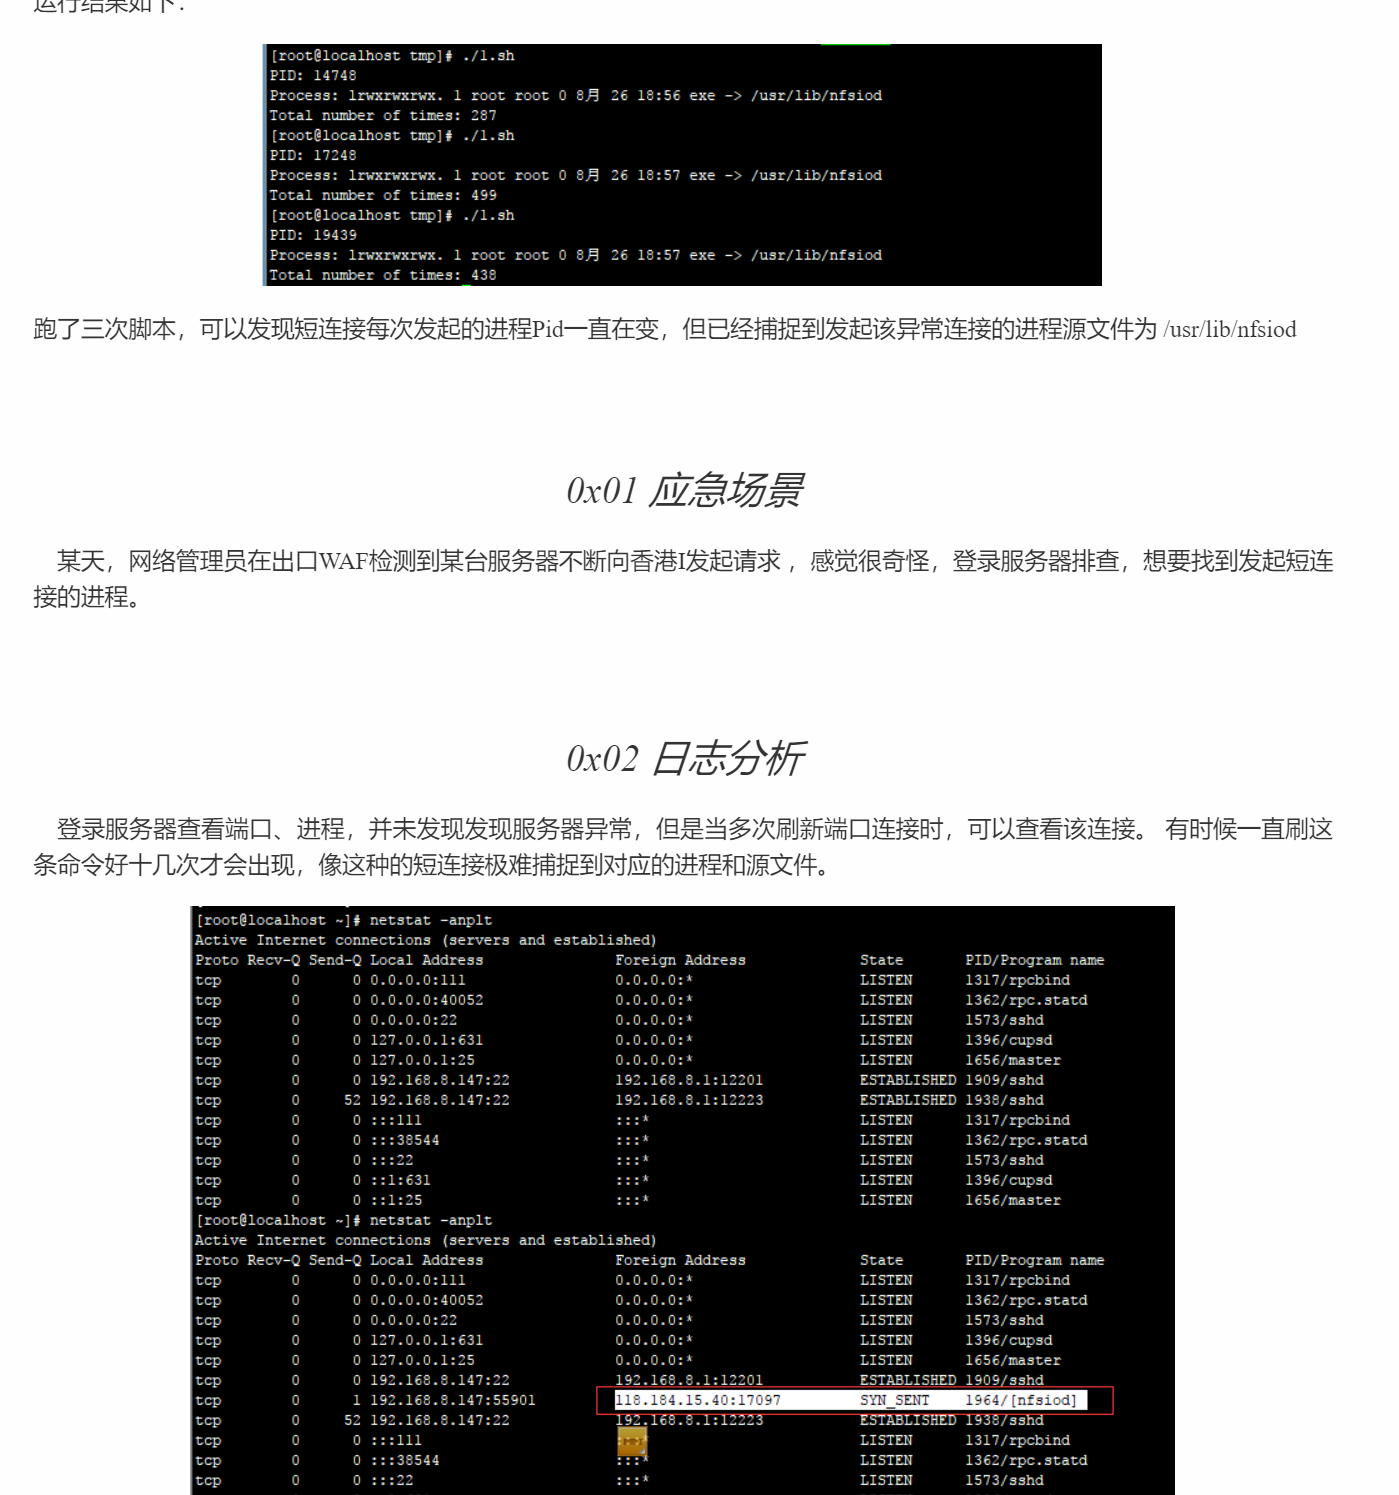 运行结果如下：
[root@localhost tmp]# ./1.sh
PID: 14748
Process: lrwxrwxrwx. 1 root root 0 8月 26 18:56 exe -> /usr/lib/nfsiod
Total number of times: 287
[root@localhost tmp]# ./1.sh
PID: 17248
Process: lrwxrwxrwx. 1 root root 0 8月 26 18:57 exe -> /usr/lib/nfsiod
Total number of times: 499
[root@localhost tmp]# ./1.sh
PID: 19439
Process: lrwxrwxrwx. 1 root root 0 8月 26 18:57 exe -> /usr/lib/nfsiod
Total number of times: 438
跑了三次脚本，可以发现短连接每次发起的进程Pid一直在变，但已经捕捉到发起该异常连接的进程源文件为 /usr/lib/nfsiod
0x01 应急场景
某天，网络管理员在出口WAF检测到某台服务器不断向香港I发起请求 ，感觉很奇怪，登录服务器排查，想要找到发起短连
接的进程。
0x02 日志分析
登录服务器查看端口、进程，并未发现发现服务器异常，但是当多次刷新端口连接时，可以查看该连接。 有时候一直刷这
条命令好十几次才会出现，像这种的短连接极难捕捉到对应的进程和源文件。
[root@localhost ~]# netstat -anplt
Active Internet connections (servers and established)
Proto Recv-Q Send-Q Local Address Foreign Address State PID/Program name
tcp 0 0 0.0.0.0:111 0.0.0.0:* LISTEN 1317/rpcbind
tcp 0 0 0.0.0.0:40052 0.0.0.0:* LISTEN 1362/rpc.statd
tcp 0 0 0.0.0.0:22 0.0.0.0:* LISTEN 1573/sshd
tcp 0 0 127.0.0.1:631 0.0.0.0:* LISTEN 1396/cupsd
tcp 0 0 127.0.0.1:25 0.0.0.0:* LISTEN 1656/master
tcp 0 0 192.168.8.147:22 192.168.8.1:12201 ESTABLISHED 1909/sshd
tcp 0 52 192.168.8.147:22 192.168.8.1:12223 ESTABLISHED 1938/sshd
tcp 0 0 :::111 :::* LISTEN 1317/rpcbind
tcp 0 0 :::38544 :::* LISTEN 1362/rpc.statd
tcp 0 0 :::22 :::* LISTEN 1573/sshd
tcp 0 0 ::1:631 :::* LISTEN 1396/cupsd
tcp 0 0 ::1:25 :::* LISTEN 1656/master
[root@localhost ~]# netstat -anplt
Active Internet connections (servers and established)
Proto Recv-Q Send-Q Local Address Foreign Address State PID/Program name
tcp 0 0 0.0.0.0:111 0.0.0.0:* LISTEN 1317/rpcbind
tcp 0 0 0.0.0.0:40052 0.0.0.0:* LISTEN 1362/rpc.statd
tcp 0 0 0.0.0.0:22 0.0.0.0:* LISTEN 1573/sshd
tcp 0 0 127.0.0.1:631 0.0.0.0:* LISTEN 1396/cupsd
tcp 0 0 127.0.0.1:25 0.0.0.0:* LISTEN 1656/master
tcp 0 0 192.168.8.147:22 192.168.8.1:12201 ESTABLISHED 1909/sshd
tcp 0 1 192.168.8.147:55901 118.184.15.40:17097 SYN_SENT 1964/[nfsiod]
tcp 0 52 192.168.8.147:22 192.168.8.1:12223 ESTABLISHED 1938/sshd
tcp 0 0 :::111 LISTEN 1317/rpcbind
tcp 0 0 :::38544 :::* LISTEN 1362/rpc.statd
tcp 0 0 :::22 :::* LISTEN 1573/sshd